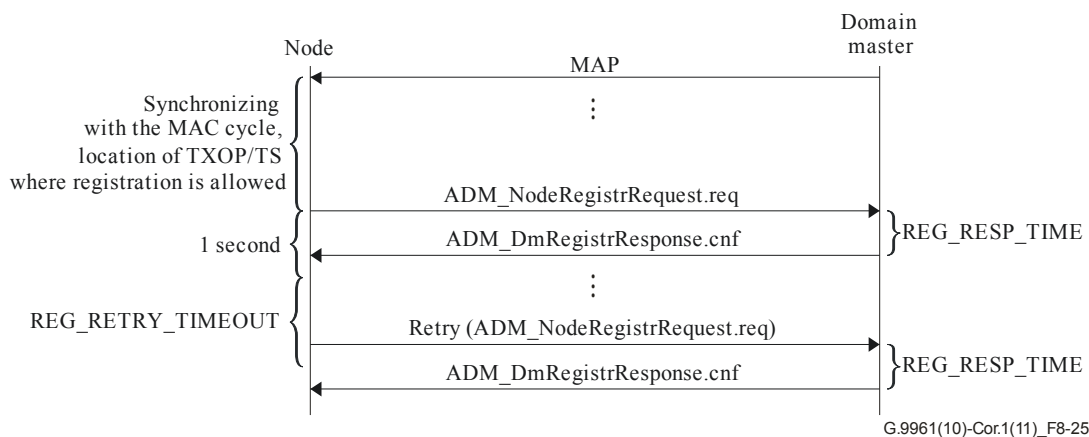 Domain
master
Node
MAP
Synchronizing
with the MAC cycle,
location of TXOP/TS
where registration is allowed
ADM_NodeRegistrRequest.req
REG_RESP_TIME
1 second
ADM_DmRegistrResponse.cnf
REG_RETRY_TIMEOUT
Retry (ADM_NodeRegistrRequest.req)
REG_RESP_TIME
ADM_DmRegistrResponse.cnf
G.9961(10)-Cor.1(11)_F8-25